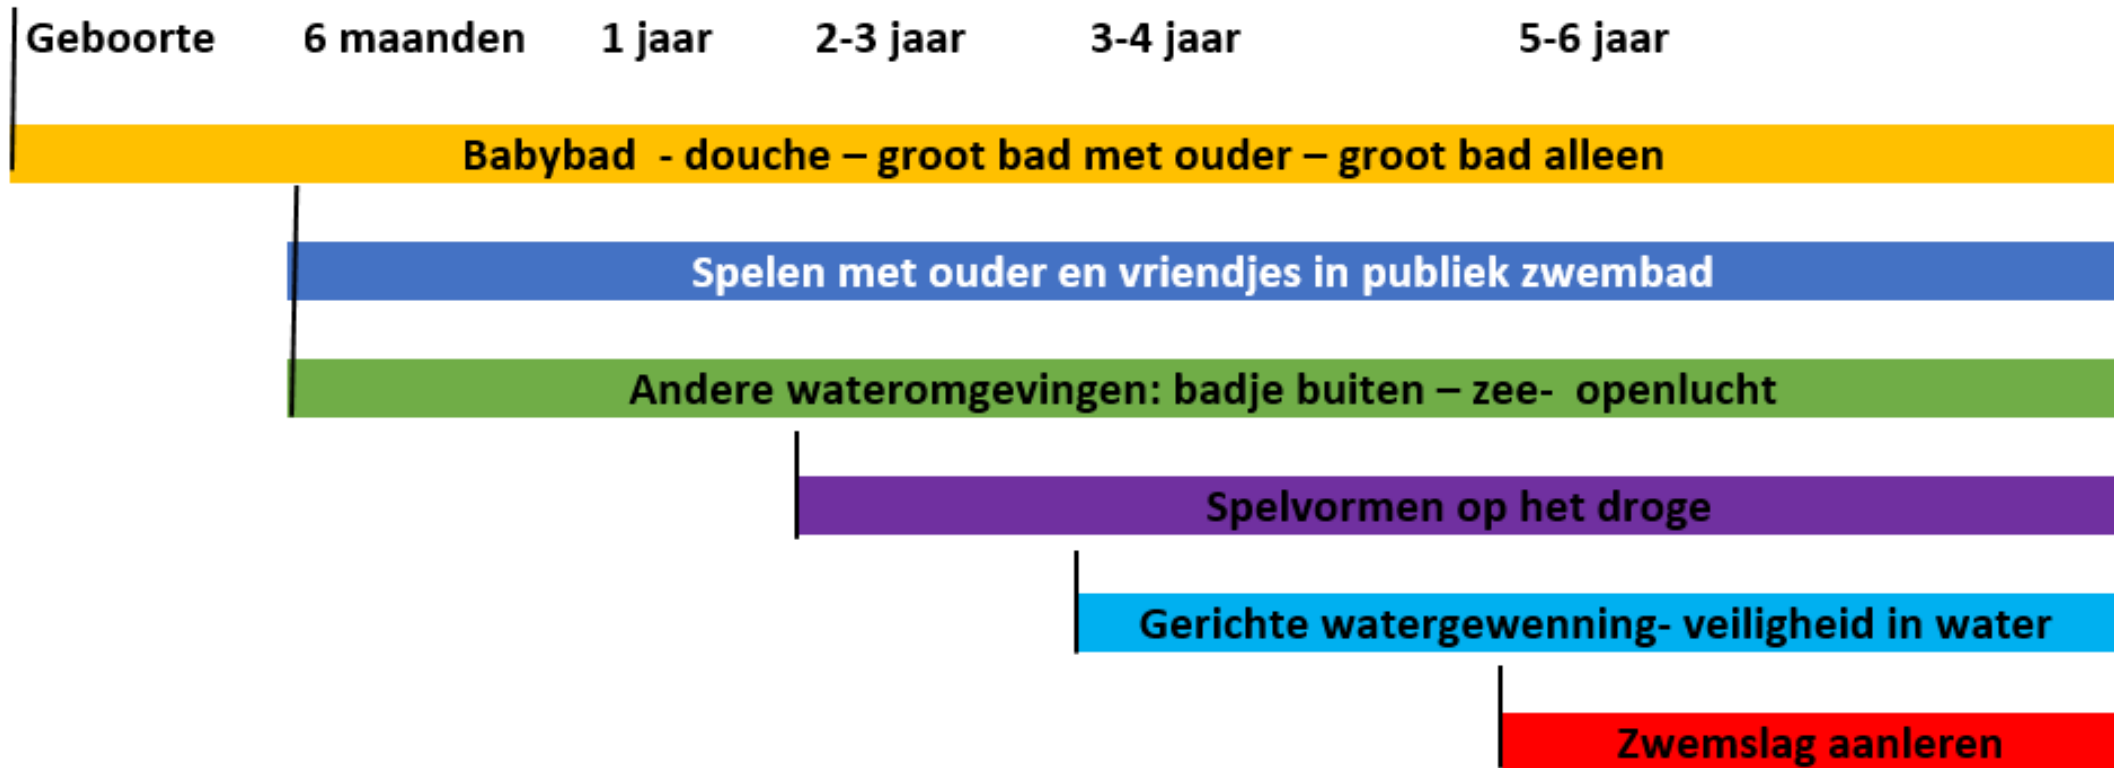 Geboorte 6 maanden 1 jaar 2-3 jaar 3-4 jaar 5-6 jaar
Babybad - douche – groot bad met ouder – groot bad alleen
Spelen met ouder en vriendjes in publiek zwembad
Andere wateromgevingen: badje buiten – zee- openlucht
Spelvormen op het droge
Gerichte watergewenning- veiligheid in water
Zwemslag aanleren